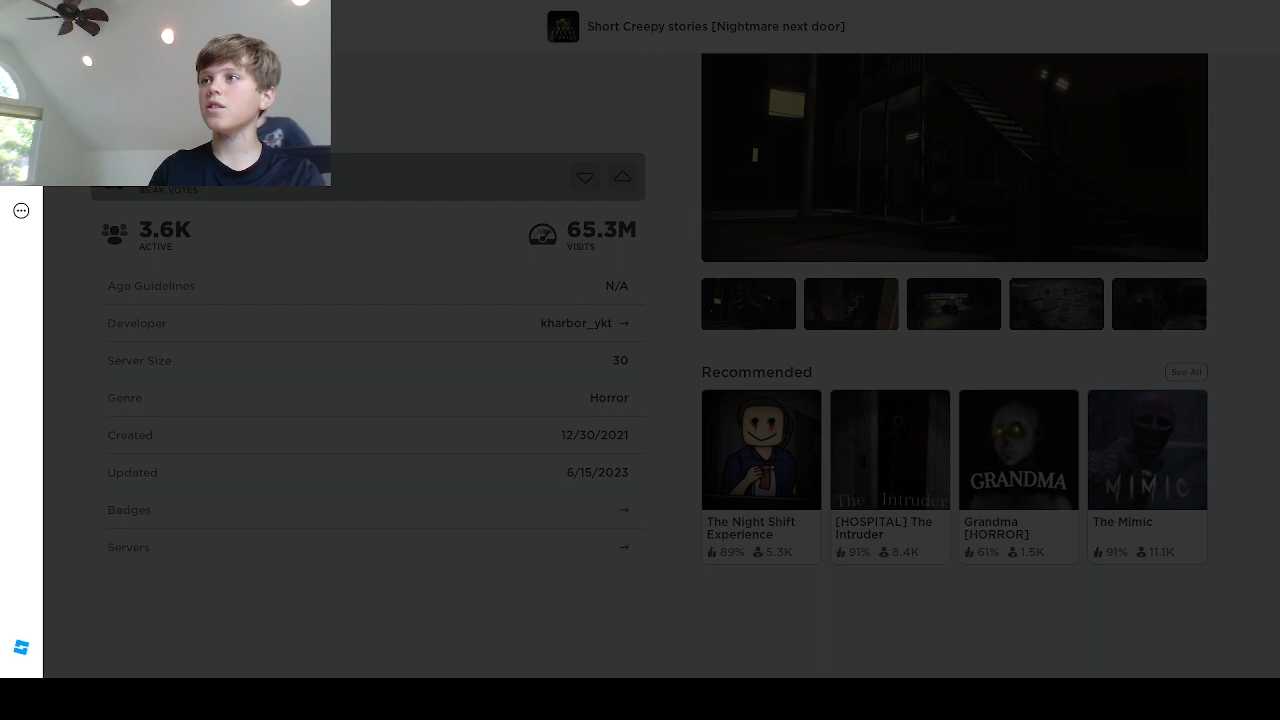 Short Creepy stories [Nightmare next door]
85.4K VOTES
3.6K
ACTIVE
65.3M
VISITS
Age Guidelines N/A
Developer kharbor_ykt →
Server Size 30
Genre Horror
Created 12/30/2021
Updated 6/15/2023
Badges →
Servers →
Recommended
See All
The Intruder
GRANDMA
THE
MIMIC
The Night Shift
Experience
89% 5.3K
[HOSPITAL] The
Intruder
91% 8.4K
Grandma
[HORROR]
61% 1.5K
The Mimic
91% 11.1K